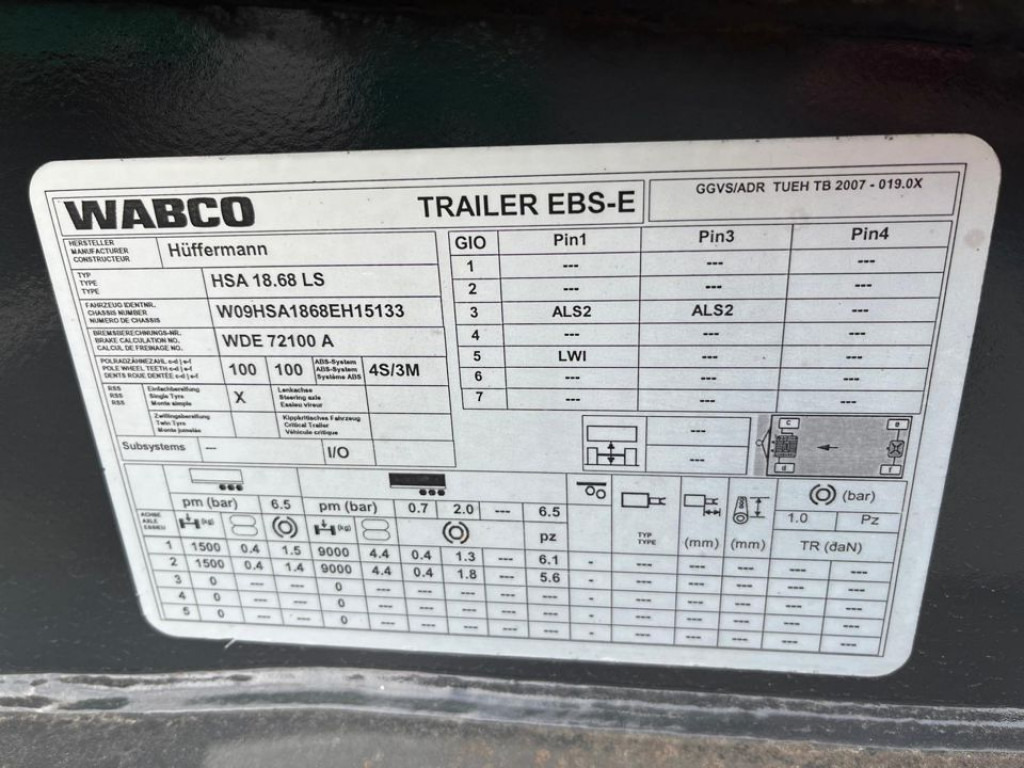 WABCO TRAILER EBS-E GGVS/ADR TUEH TB 2007 - 019.0X
HERSTELLER
MANUFACTURER
CONSTRUCTEUR
Hüffermann
TYP
TYPE
TYPE
HSA 18.68 LS
FAHRZEUG IDENTNR.
CHASSIS NUMBER
NUMERO DE CHASSIS
W09HSA1868EH15133
BREMSBERECHNUNGS-NR.
BRAKE CALCULATION NO.
CALCUL DE FREINAGE NO.
WDE 72100 A
POLRADZÄHNEZAHL c-d | e-f
POLE WHEEL TEETH c-d | e-f
DENTS ROUE DENTÉE c-d | e-f
100 100
ABS-System
ABS-System
Système ABS
4S/3M
RSS
RSS
RSS
Einfachbereifung
Single Tyre
Monte simple
X
Lenkachse
Steering axle
Essieu vireur
Zwillingsbereifung
Twin Tyre
Monte jumelée
Kippkritisches Fahrzeug
Critical Trailer
Véhicule critique
Subsystems --- I/O
GIO Pin1 Pin3 Pin4
1 --- --- ---
2 --- --- ---
3 ALS2 ALS2 ---
4 --- --- ---
5 LWI --- ---
6 --- --- ---
7 --- --- ---
---
---
c e
d f
ACHSE
AXLE
ESSIEU
pm (bar) 6.5 pm (bar) 0.7 2.0 --- 6.5
(kg) (kg) pz
TYP
TYPE
(mm) (mm)
(bar)
1.0 Pz
TR (daN)
1 1500 0.4 1.5 9000 4.4 0.4 1.3 --- 6.1 - --- --- --- --- ---
2 1500 0.4 1.4 9000 4.4 0.4 1.8 --- 5.6 - --- --- --- --- ---
3 0 --- --- 0 --- --- --- --- --- - --- --- --- --- ---
4 0 --- --- 0 --- --- --- --- --- - --- --- --- --- ---
5 0 --- --- 0 --- --- --- --- --- - --- --- --- --- ---